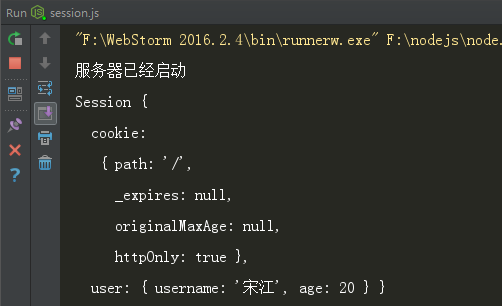 Run session.js
"F:\WebStorm 2016.2.4\bin\runnerw.exe" F:\nodejs\node.
服务器已经启动
Session {
cookie:
{ path: '/',
_expires: null,
originalMaxAge: null,
httpOnly: true },
user: { username: '宋江', age: 20 } }